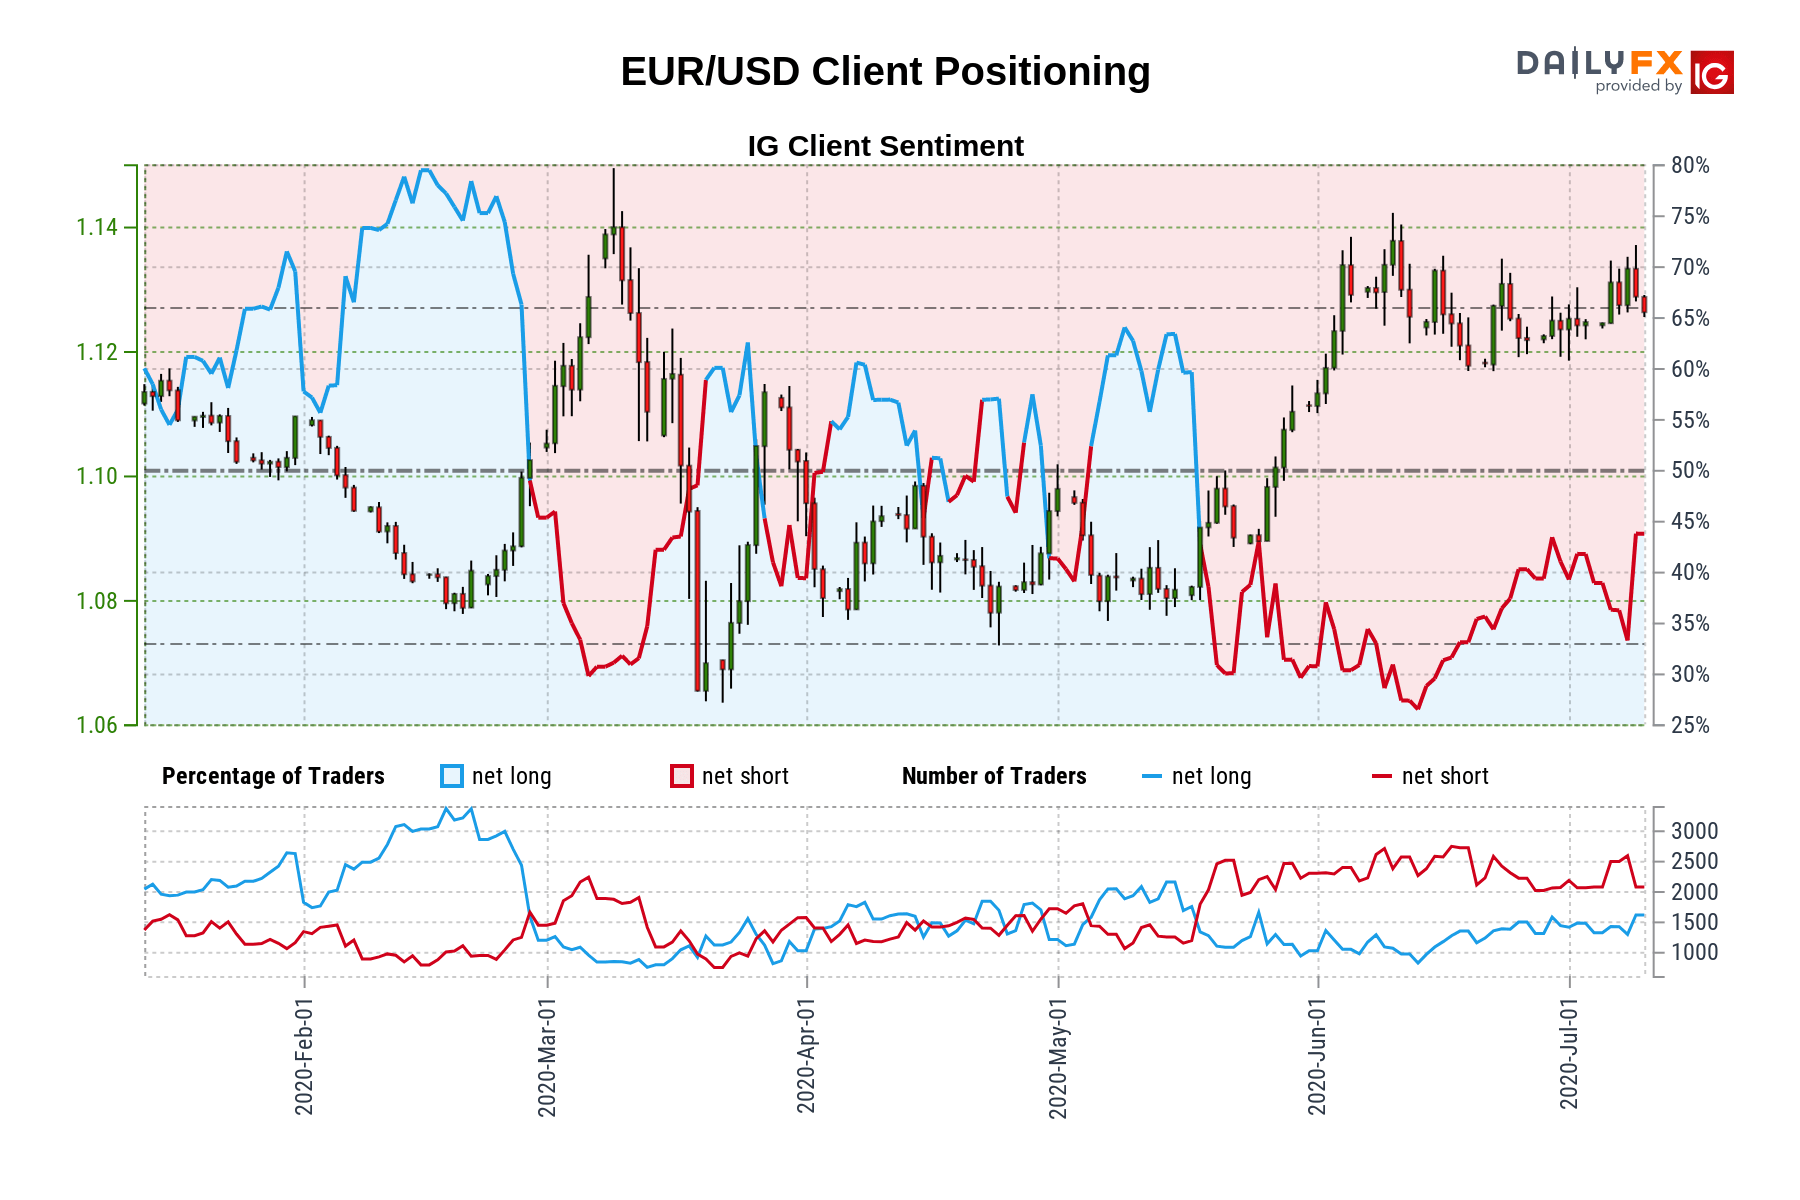 EUR/USD Client Positioning
DAILYFX
provided by IG
IG Client Sentiment
1.14
1.12
1.10
1.08
1.06
80%
75%
70%
65%
60%
55%
50%
45%
40%
35%
30%
25%
Percentage of Traders net long net short Number of Traders net long net short
3000
2500
2000
1500
1000
2020-Feb-01
2020-Mar-01
2020-Apr-01
2020-May-01
2020-Jun-01
2020-Jul-01